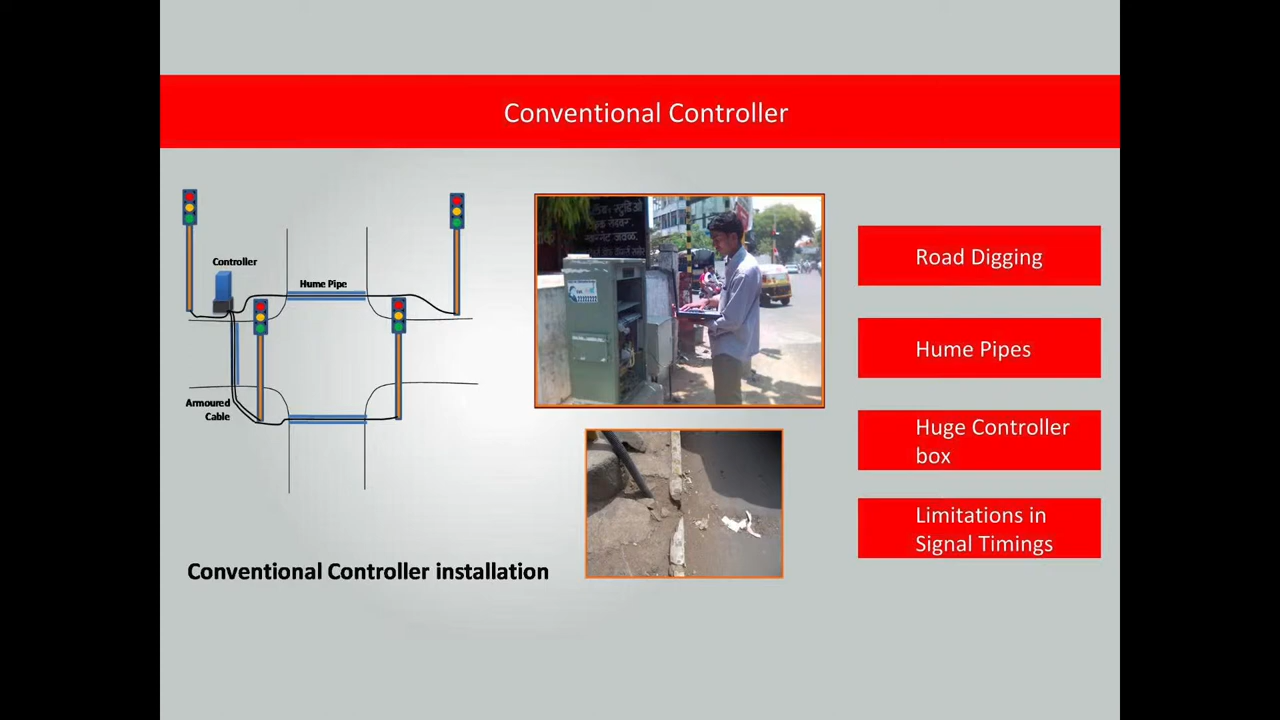 Conventional Controller
Controller
Hume Pipe
Armoured
Cable
Conventional Controller installation
Road Digging
Hume Pipes
Huge Controller
box
Limitations in
Signal Timings